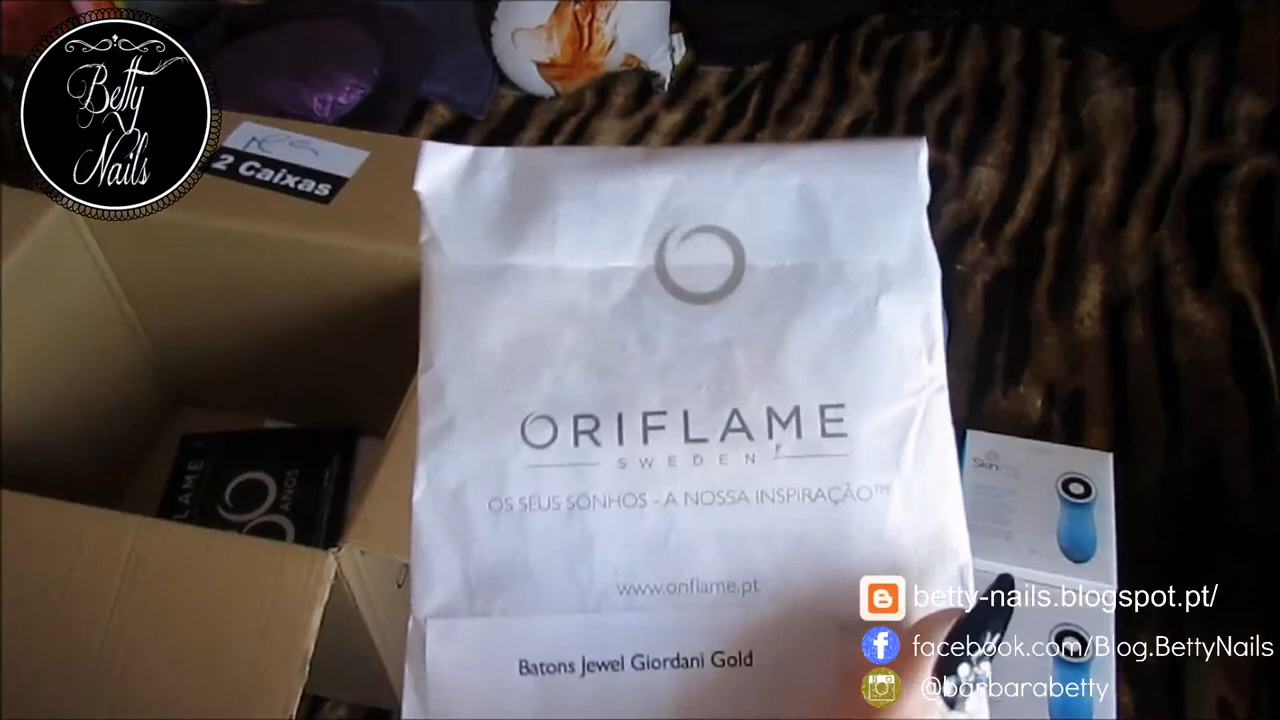 Betty
Nails
2 Caixas
ORIFLAME
SWEDEN
OS SEUS SONHOS - A NOSSA INSPIRAÇÃO™
www.oriflame.pt
Batons Jewel Giordani Gold
ANOS
betty-nails.blogspot.pt/
facebook.com/Blog.BettyNails
@barbarabetty